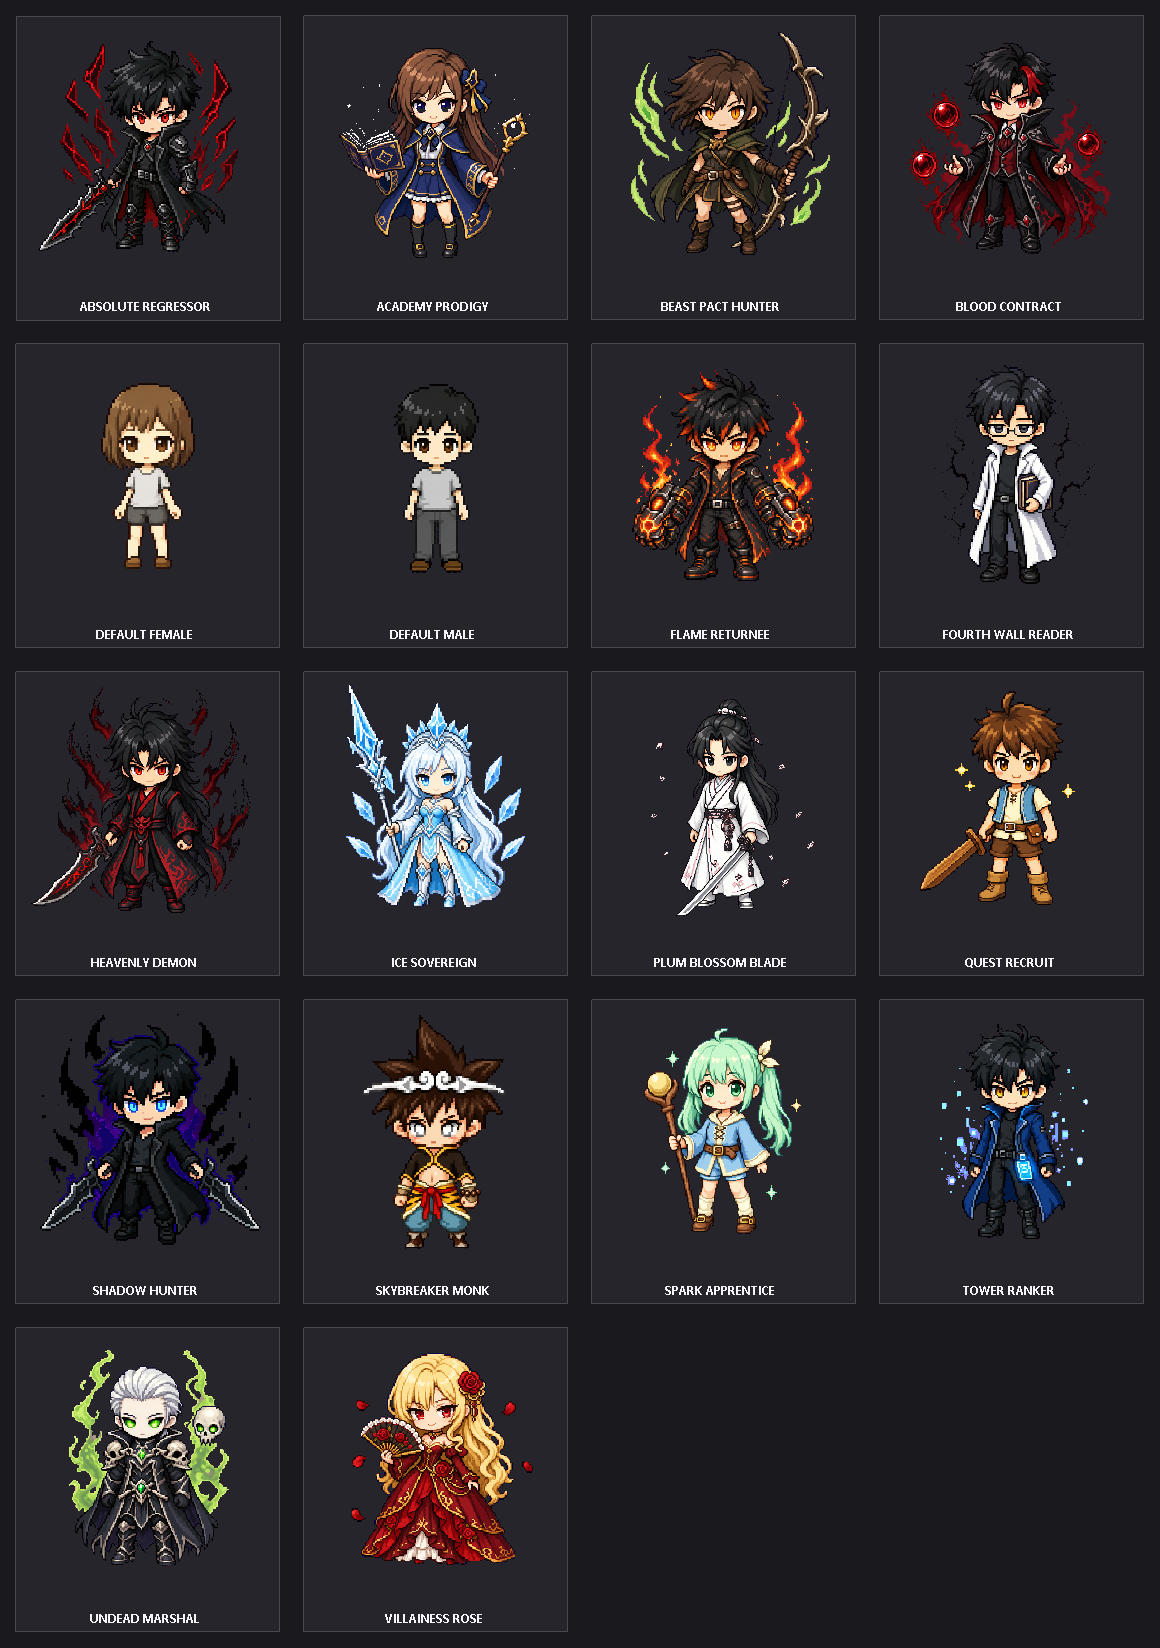 ABSOLUTE REGRESSOR
ACADEMY PRODIGY
BEAST PACT HUNTER
BLOOD CONTRACT
DEFAULT FEMALE
DEFAULT MALE
FLAME RETURNEE
FOURTH WALL READER
HEAVENLY DEMON
ICE SOVEREIGN
PLUM BLOSSOM BLADE
QUEST RECRUIT
SHADOW HUNTER
SKYBREAKER MONK
SPARK APPRENTICE
TOWER RANKER
UNDEAD MARSHAL
VILLAINESS ROSE